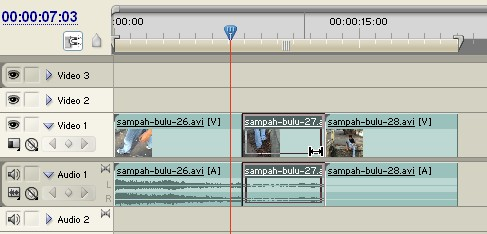 00:00:07:03
:00:00
00:00:15:00
Video 3
Video 2
Video 1
sampah-bulu-26.avi [V]
sampah-bulu-27.a
sampah-bulu-28.avi [V]
Audio 1
L
R
sampah-bulu-26.avi [A]
sampah-bulu-27.a
sampah-bulu-28.avi [A]
Audio 2